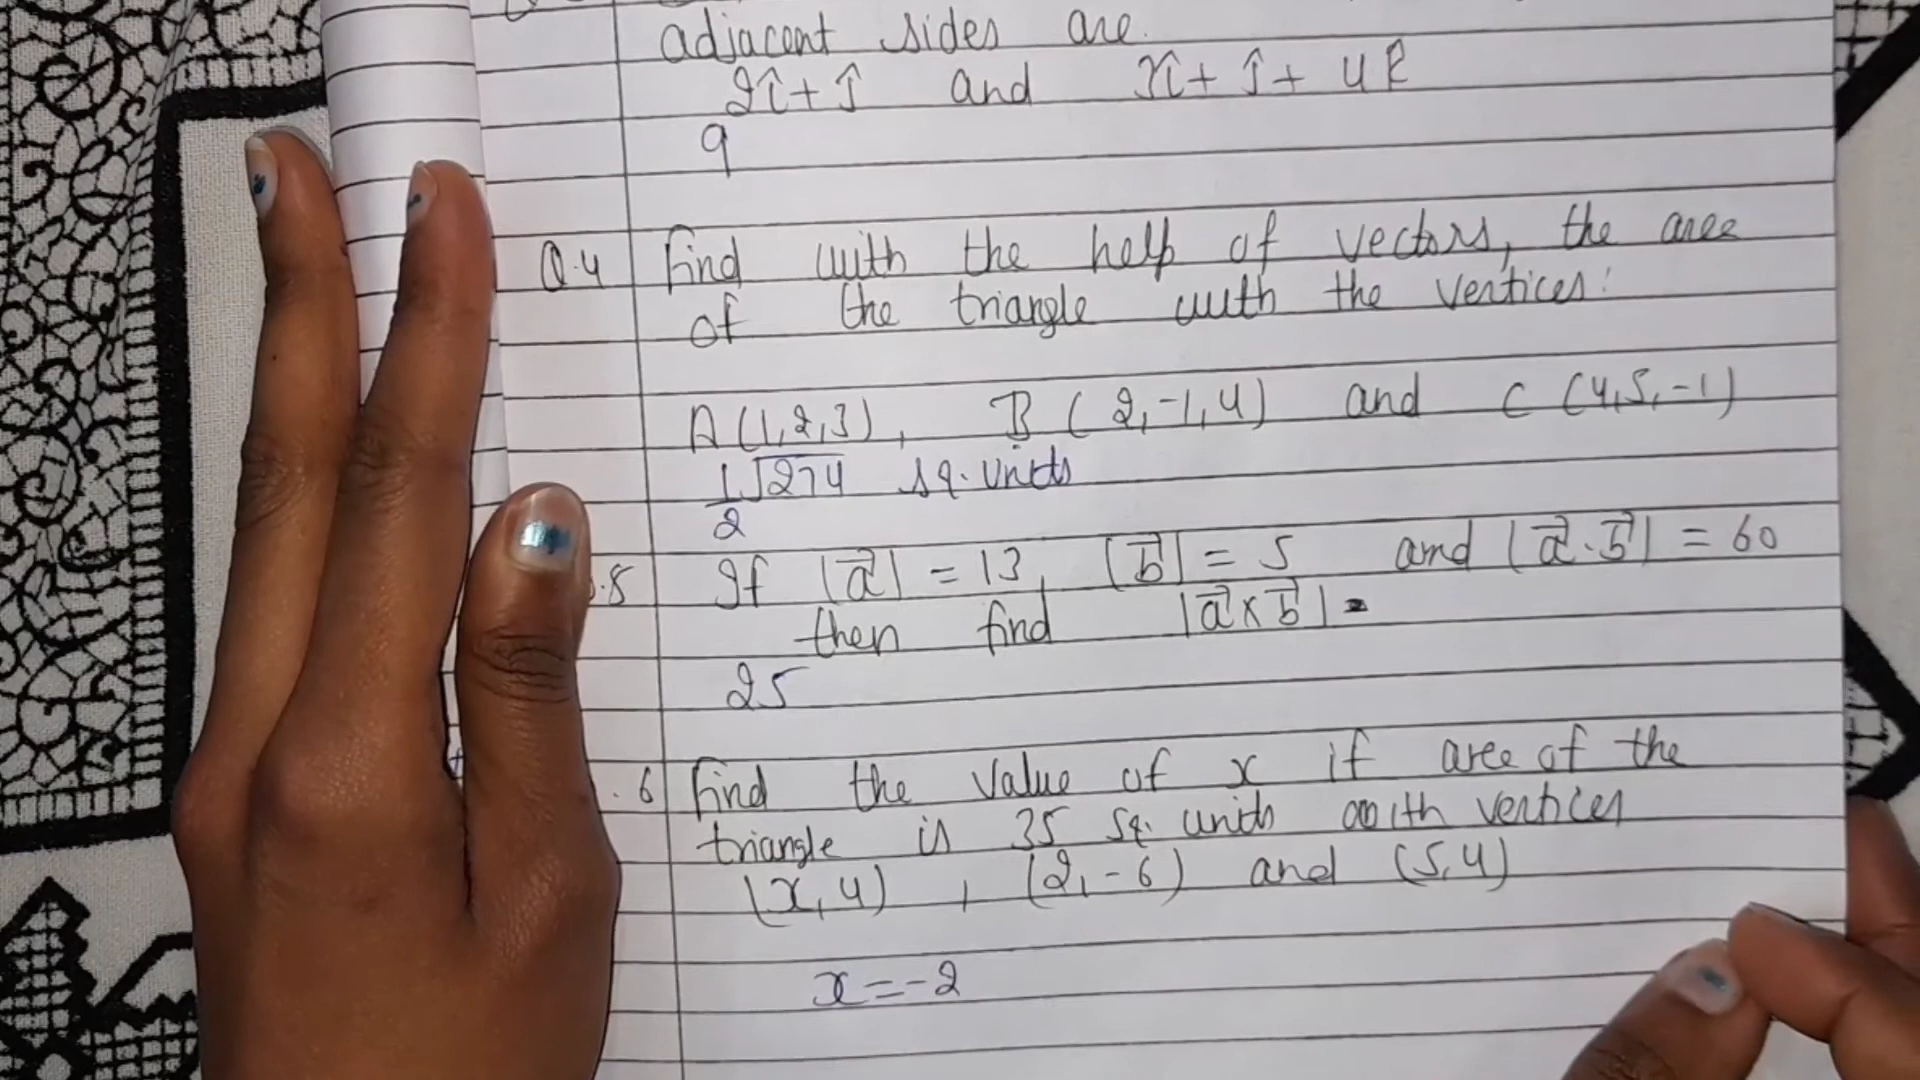 adjacent sides are.
2î+ĵ and xî+ĵ+4k̂
9
Q.4 Find with the help of vectors, the area
of the triangle with the vertices:
A(1,2,3), B(2,-1,4) and C(4,5,-1)
1/2 √274 sq. units
.5 If |a⃗| = 13, |b⃗| = 5 and |a⃗.b⃗| = 60
then find |a⃗×b⃗| -
25
.6 Find the value of x if area of the
triangle is 35 sq. units with vertices
(x,4), (2,-6) and (5,4)
x=-2